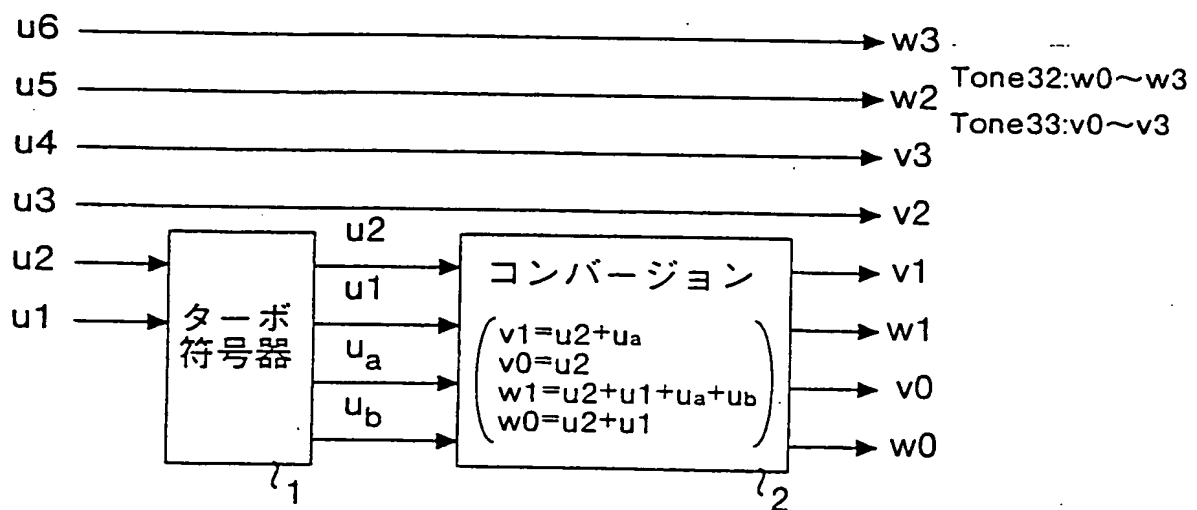 u6
w3
u5
w2
Tone32:w0～w3
u4
v3
Tone33:v0～v3
u3
v2
u2
u2
コンバージョン
v1
u1
u1
ターボ
符号器
v1=u2+ua
v0=u2
w1=u2+u1+ua+ub
w0=u2+u1
w1
ua
v0
ub
w0
1
2